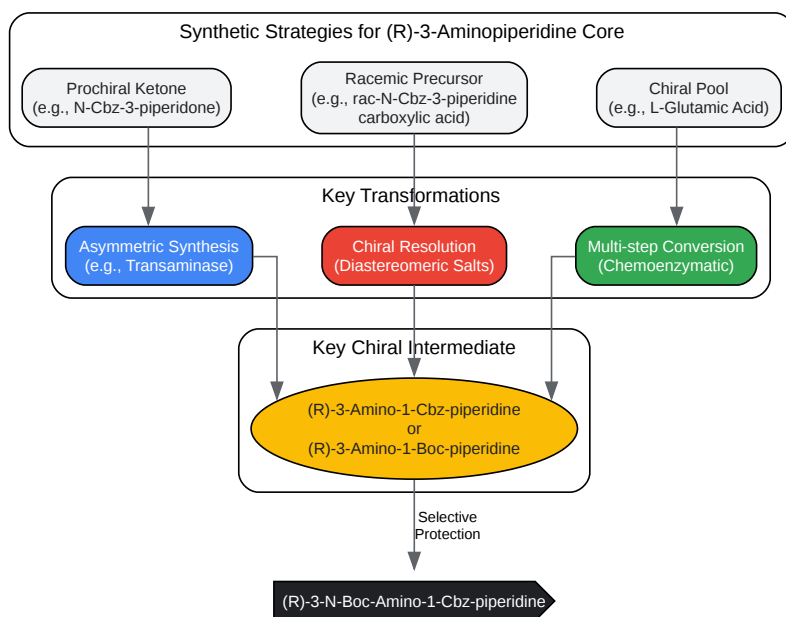 Synthetic Strategies for (R)-3-Aminopiperidine Core
Prochiral Ketone
(e.g., N-Cbz-3-piperidone)
Racemic Precursor
(e.g., rac-N-Cbz-3-piperidine
carboxylic acid)
Chiral Pool
(e.g., L-Glutamic Acid)
Key Transformations
Asymmetric Synthesis
(e.g., Transaminase)
Chiral Resolution
(Diastereomeric Salts)
Multi-step Conversion
(Chemoenzymatic)
Key Chiral Intermediate
(R)-3-Amino-1-Cbz-piperidine
or
(R)-3-Amino-1-Boc-piperidine
Selective
Protection
(R)-3-N-Boc-Amino-1-Cbz-piperidine